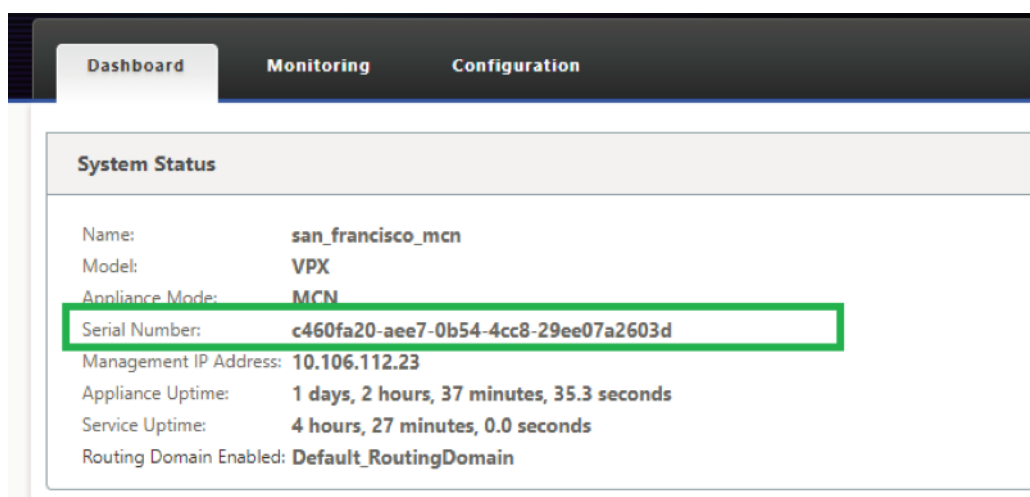 Dashboard Monitoring Configuration
System Status
Name: san_francisco_mcn
Model: VPX
Appliance Mode: MCN
Serial Number: c460fa20-aee7-0b54-4cc8-29ee07a2603d
Management IP Address: 10.106.112.23
Appliance Uptime: 1 days, 2 hours, 37 minutes, 35.3 seconds
Service Uptime: 4 hours, 27 minutes, 0.0 seconds
Routing Domain Enabled: Default_RoutingDomain